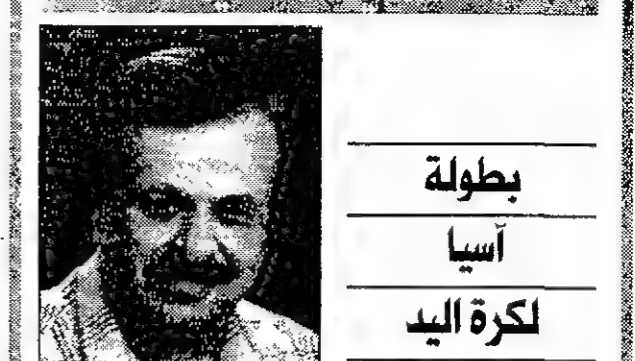 بطولة
آسيا
لكرة اليد